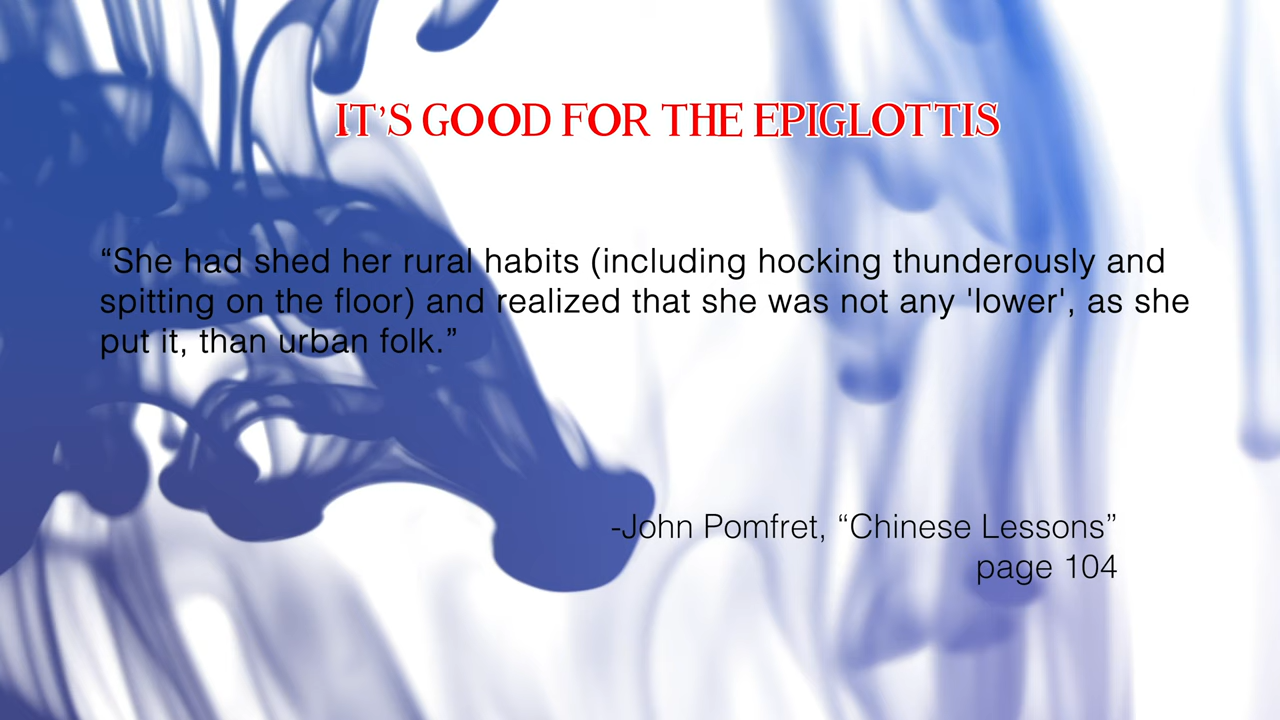 IT’S GOOD FOR THE EPIGLOTTIS
“She had shed her rural habits (including hocking thunderously and
spitting on the floor) and realized that she was not any 'lower', as she
put it, than urban folk.”
-John Pomfret, “Chinese Lessons”
page 104